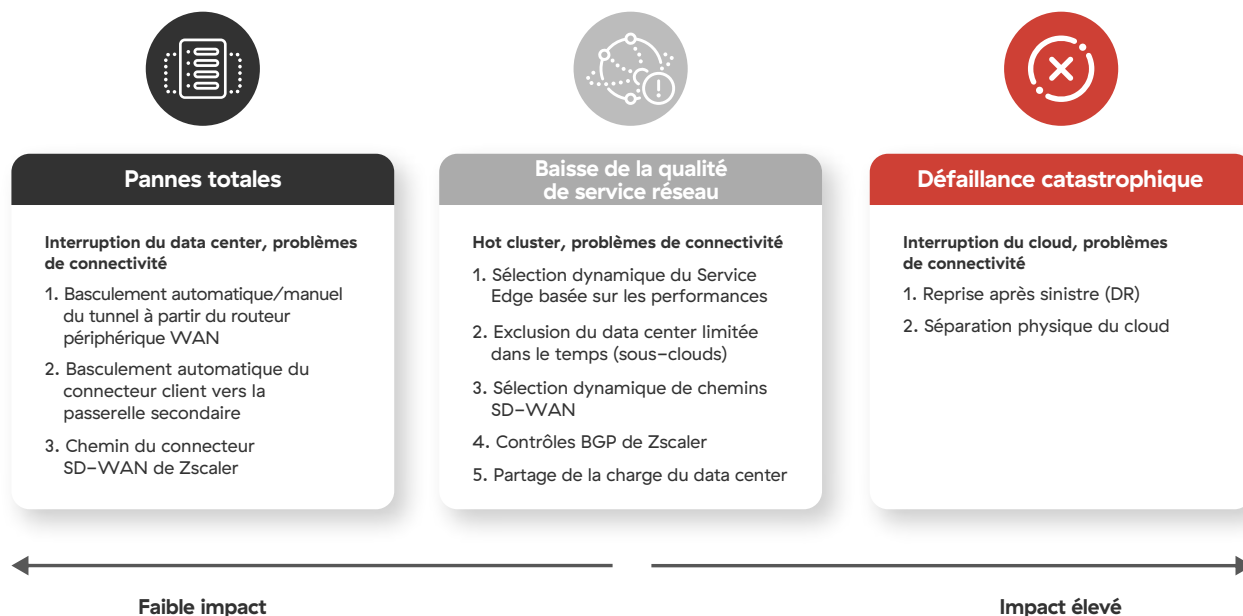 Pannes totales
Interruption du data center, problèmes
de connectivité
1. Basculement automatique/manuel
du tunnel à partir du routeur
périphérique WAN
2. Basculement automatique du
connecteur client vers la
passerelle secondaire
3. Chemin du connecteur
SD-WAN de Zscaler
Baisse de la qualité
de service réseau
Hot cluster, problèmes de connectivité
1. Sélection dynamique du Service
Edge basée sur les performances
2. Exclusion du data center limitée
dans le temps (sous-clouds)
3. Sélection dynamique de chemins
SD-WAN
4. Contrôles BGP de Zscaler
5. Partage de la charge du data center
Défaillance catastrophique
Interruption du cloud, problèmes
de connectivité
1. Reprise après sinistre (DR)
2. Séparation physique du cloud
Faible impact
Impact élevé